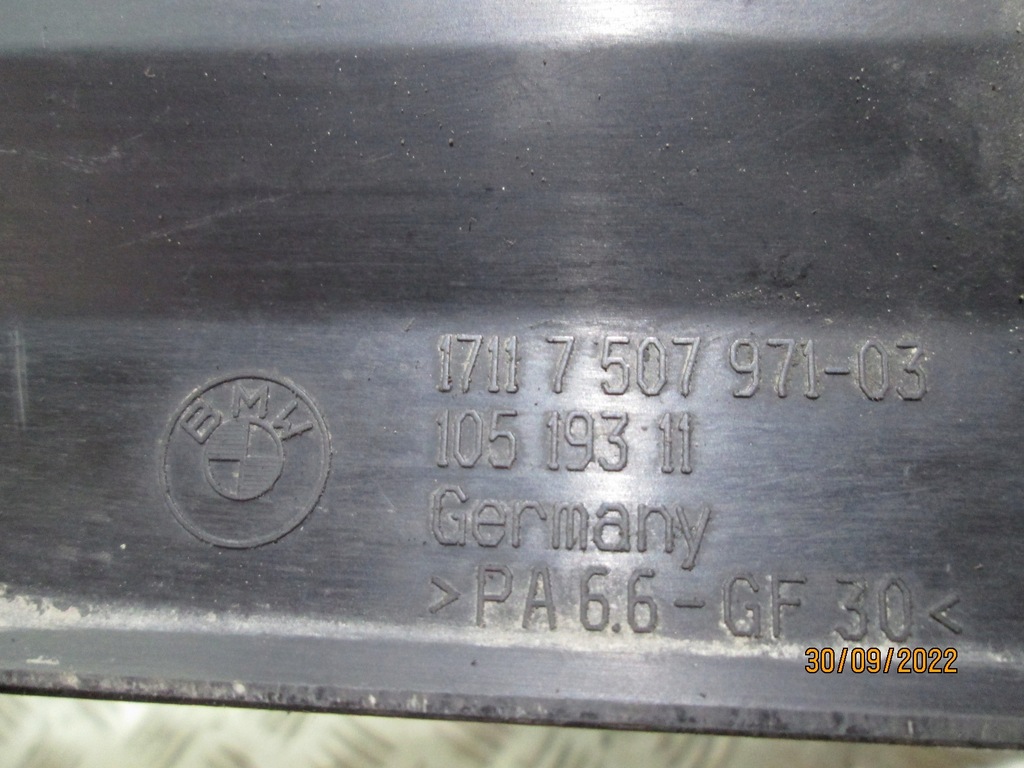 BMW
1711 7 507 971-03
105 193 11
Germany
>PA 6.6-GF 30<
30/09/2022